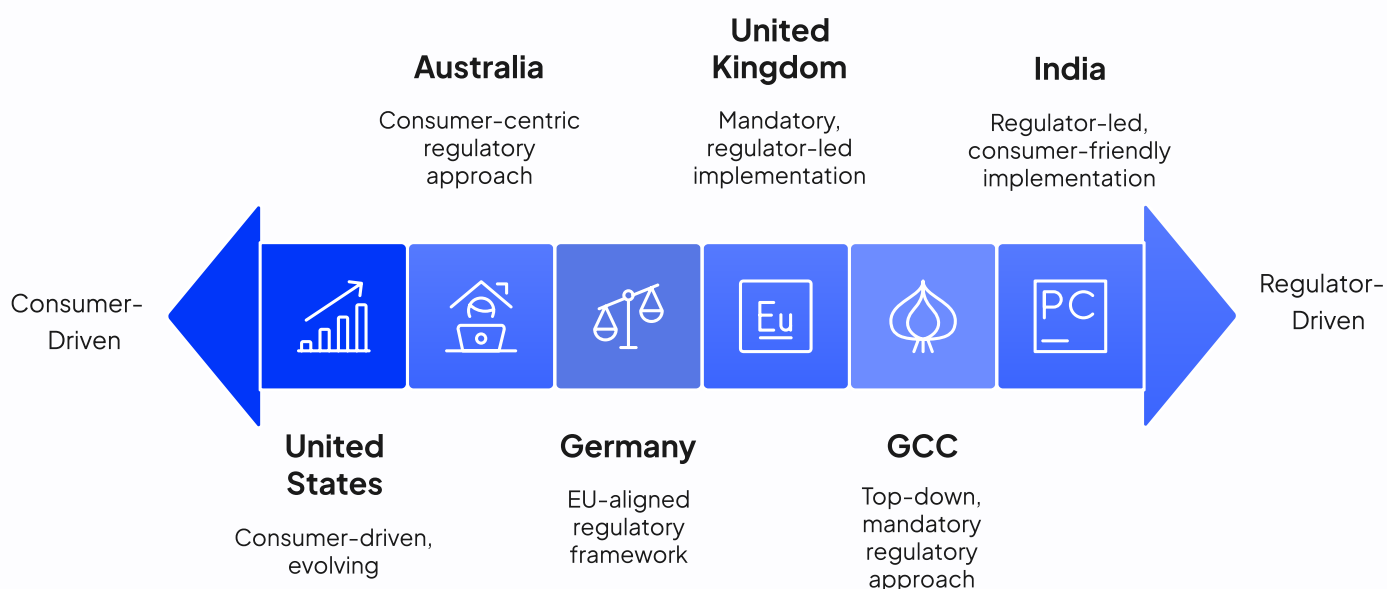 United
Kingdom
Mandatory,
regulator-led
implementation
Australia
Consumer-centric
regulatory
approach
India
Regulator-led,
consumer-friendly
implementation
Consumer-
Driven
Eu
PC
Regulator-
Driven
United
States
Consumer-driven,
evolving
Germany
EU-aligned
regulatory
framework
GCC
Top-down,
mandatory
regulatory
approach